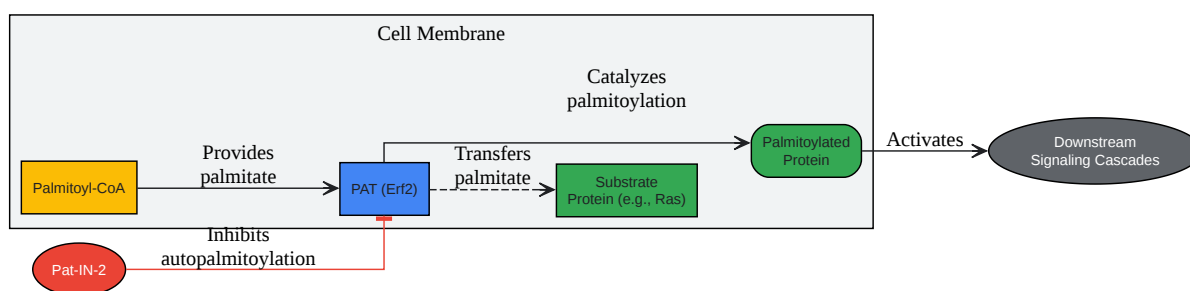 Cell Membrane
Catalyzes
palmitoylation
Palmitoylated
Protein
Activates
Downstream
Signaling Cascades
Provides
palmitate
Transfers
palmitate
Palmitoyl-CoA
PAT (Erf2)
Substrate
Protein (e.g., Ras)
Inhibits
autopalmitoylation
Pat-IN-2